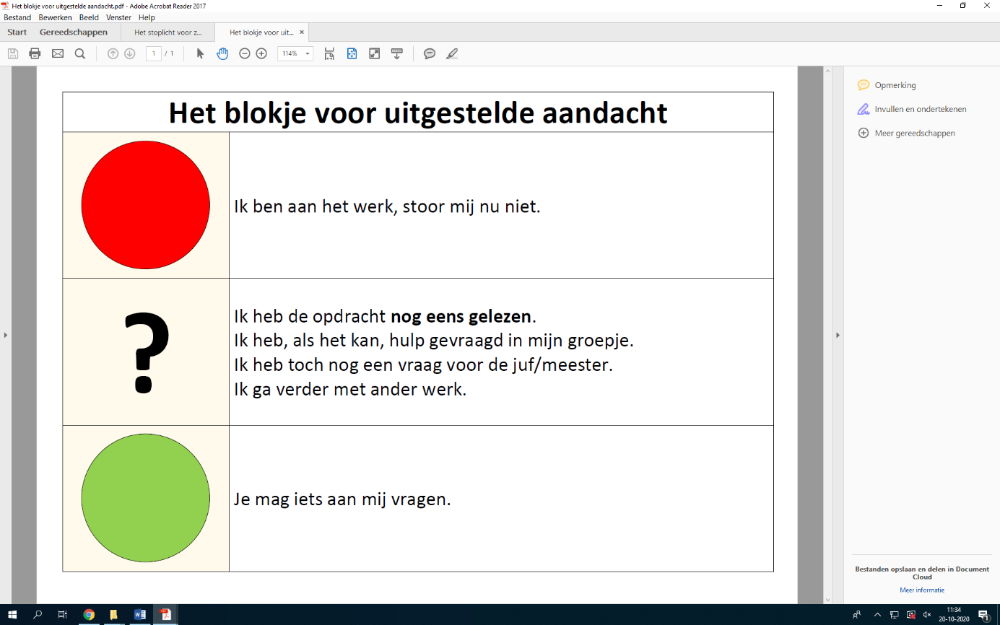 Het blokje voor uitgestelde aandacht.pdf - Adobe Acrobat Reader 2017
Bestand Bewerken Beeld Venster Help
Start Gereedschappen Het stoplicht voor z... Het blokje voor uit... ×
1 / 1 114%
Het blokje voor uitgestelde aandacht
Ik ben aan het werk, stoor mij nu niet.
?
Ik heb de opdracht nog eens gelezen.
Ik heb, als het kan, hulp gevraagd in mijn groepje.
Ik heb toch nog een vraag voor de juf/meester.
Ik ga verder met ander werk.
Je mag iets aan mij vragen.
Opmerking
Invullen en ondertekenen
Meer gereedschappen
Bestanden opslaan en delen in Document
Cloud
Meer informatie
11:34
20-10-2020
1